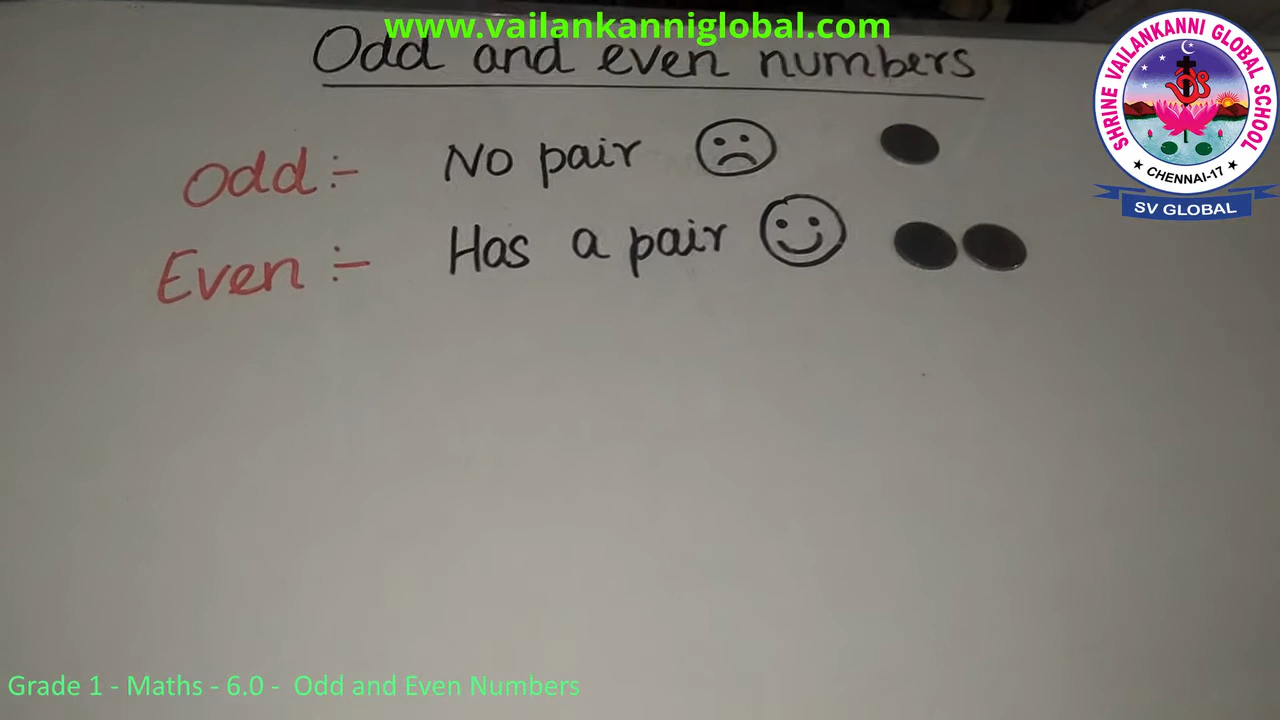 www.vailankanniglobal.com
Odd and even numbers
Odd :- No pair
Even :- Has a pair
SHRINE VAILANKANNI GLOBAL SCHOOL
★ CHENNAI-17 ★
SV GLOBAL
Grade 1 - Maths - 6.0 - Odd and Even Numbers